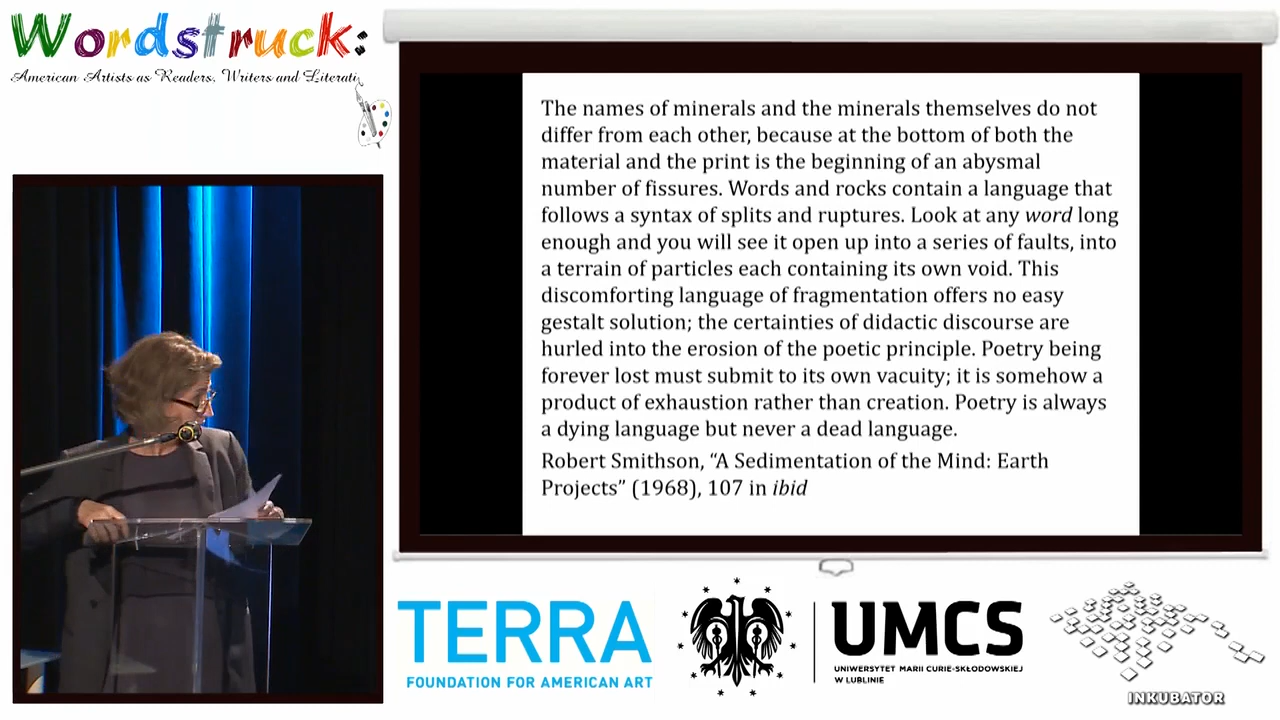 Wordstruck:
American Artists as Readers, Writers and Literati
The names of minerals and the minerals themselves do not
differ from each other, because at the bottom of both the
material and the print is the beginning of an abysmal
number of fissures. Words and rocks contain a language that
follows a syntax of splits and ruptures. Look at any word long
enough and you will see it open up into a series of faults, into
a terrain of particles each containing its own void. This
discomforting language of fragmentation offers no easy
gestalt solution; the certainties of didactic discourse are
hurled into the erosion of the poetic principle. Poetry being
forever lost must submit to its own vacuity; it is somehow a
product of exhaustion rather than creation. Poetry is always
a dying language but never a dead language.
Robert Smithson, “A Sedimentation of the Mind: Earth
Projects” (1968), 107 in ibid
TERRA
FOUNDATION FOR AMERICAN ART
UMCS
UNIWERSYTET MARII CURIE-SKŁODOWSKIEJ
W LUBLINIE
INKUBATOR